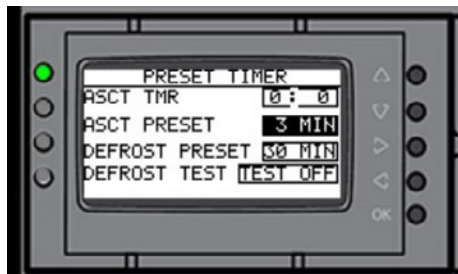 PRESET TIMER
ASCT TMR 0: 0
ASCT PRESET 3 MIN
DEFROST PRESET 30 MIN
DEFROST TEST TEST OFF
OK